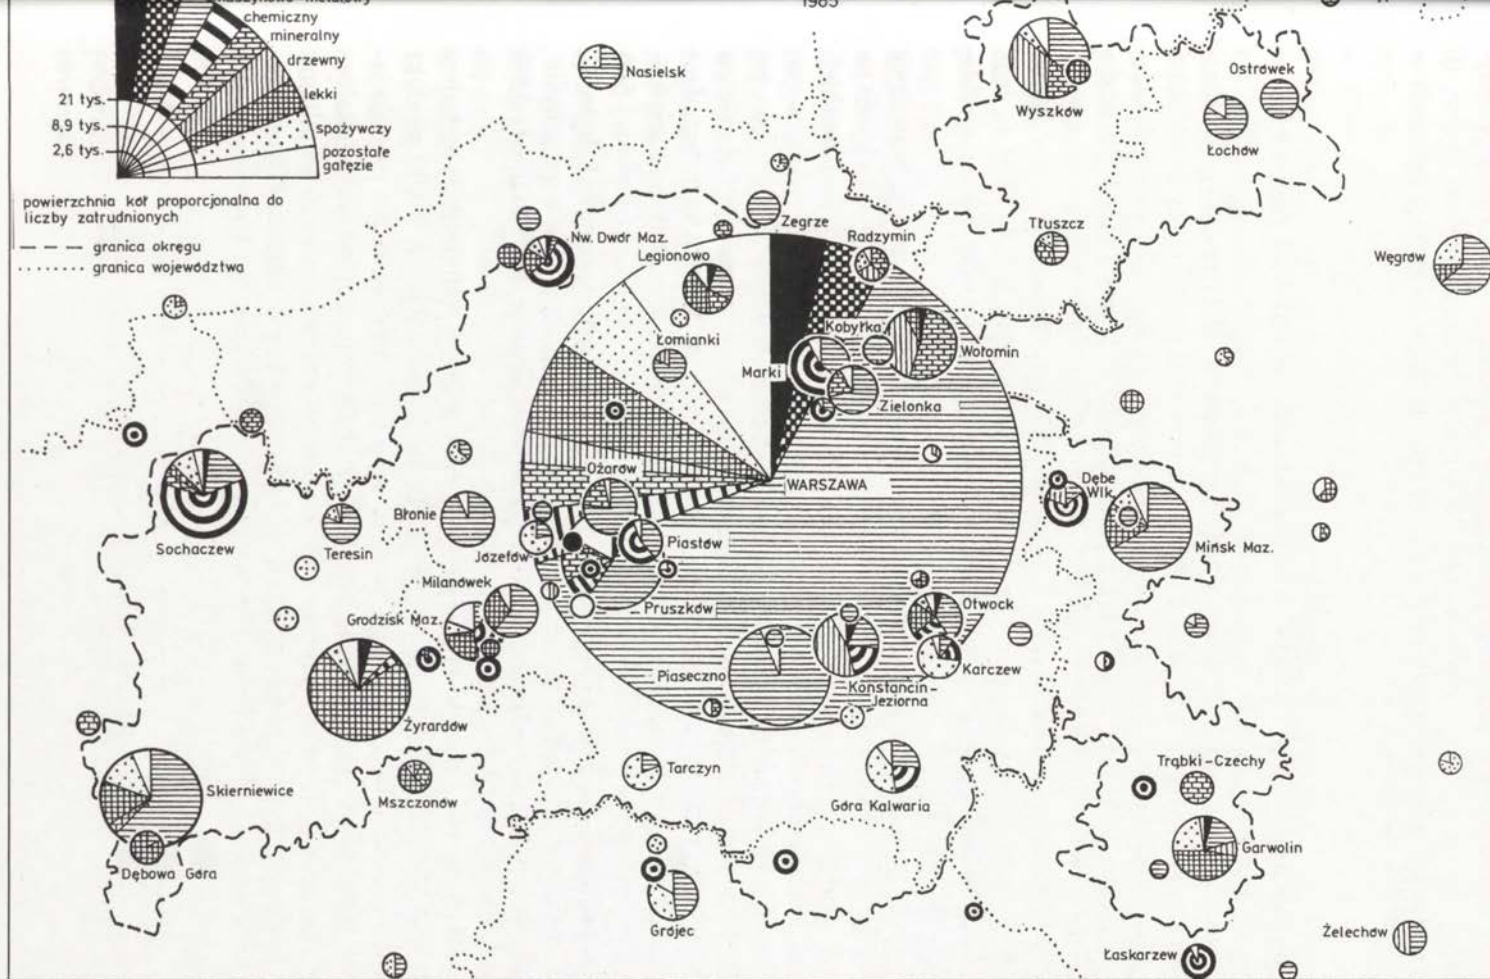 1985
chemiczny
mineralny
drzewny
lekki
spożywczy
pozostałe
gałęzie
21 tys.
8,9 tys.
2,6 tys.
powierzchnia kół proporcjonalna do
liczby zatrudnionych
granica okręgu
granica województwa
Nasielsk
Wyszków
Ostrówek
Łochów
Zegrze
Tłuszcz
Węgrów
Nw. Dwór Maz.
Legionowo
Radzymin
Łomianki
Kobyłka
Wołomin
Marki
Zielonka
WARSZAWA
Ożarów
Dębe
Wlk.
Mińsk Maz.
Sochaczew
Teresin
Błonie
Józefów
Piastów
Milanówek
Pruszków
Grodzisk Maz.
Otwock
Karczew
Piaseczno
Konstancin-
Jeziorna
Żyrardów
Skierniewice
Mszczonów
Tarczyn
Góra Kalwaria
Trąbki-Czechy
Garwolin
Dębowa Góra
Grójec
Żelechów
Łaskarzew